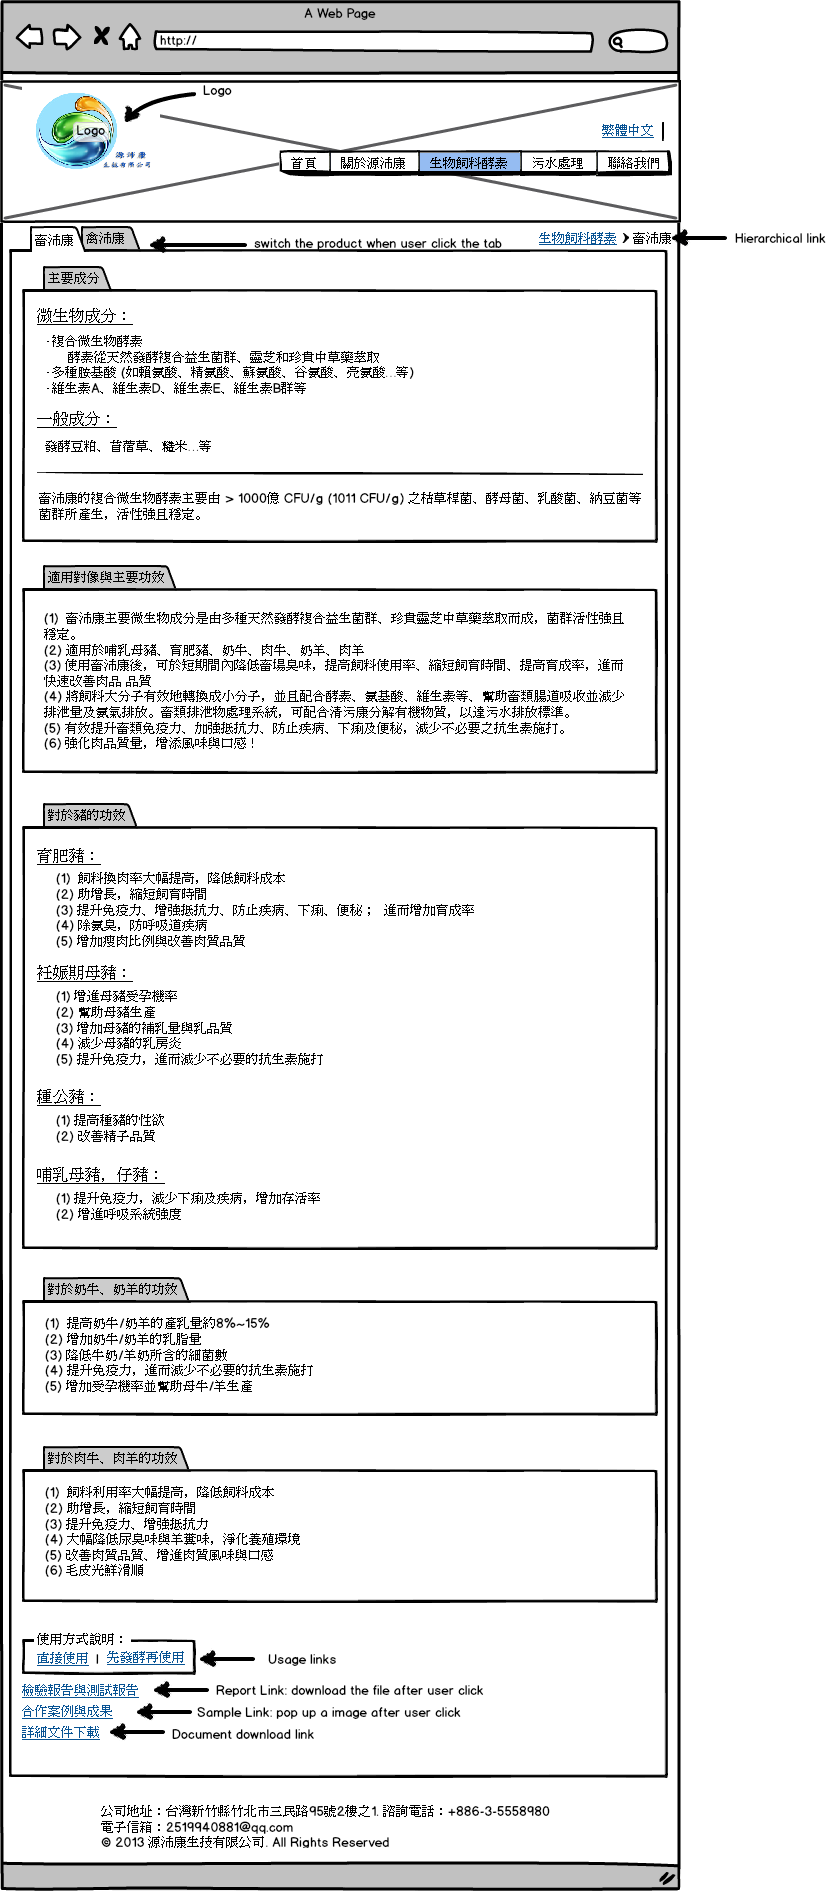 A Web Page
http://
Logo
Logo
源沛康
生技有限公司
繁體中文
首頁
關於源沛康
生物飼料酵素
污水處理
聯絡我們
畜沛康
禽沛康
switch the product when user click the tab
生物飼料酵素 > 畜沛康
Hierarchical link
主要成分
微生物成分：
·複合微生物酵素
酵素從天然發酵複合益生菌群、靈芝和珍貴中草藥萃取
·多種胺基酸 (如賴氨酸、精氨酸、蘇氨酸、谷氨酸、亮氨酸...等)
·維生素A、維生素D、維生素E、維生素B群等
一般成分：
發酵豆粕、苜蓿草、糙米...等
畜沛康的複合微生物酵素主要由 > 1000億 CFU/g (1011 CFU/g) 之枯草桿菌、酵母菌、乳酸菌、納豆菌等
菌群所產生，活性強且穩定。
適用對像與主要功效
(1) 畜沛康主要微生物成分是由多種天然發酵複合益生菌群、珍貴靈芝中草藥萃取而成，菌群活性強且
穩定。
(2) 適用於哺乳母豬、育肥豬、奶牛、肉牛、奶羊、肉羊
(3) 使用畜沛康後，可於短期間內降低畜場臭味，提高飼料使用率、縮短飼育時間、提高育成率，進而
快速改善肉品 品質
(4) 將飼料大分子有效地轉換成小分子，並且配合酵素、氨基酸、維生素等、幫助畜類腸道吸收並減少
排泄量及氨氣排放。畜類排泄物處理系統，可配合清污康分解有機物質，以達污水排放標準。
(5) 有效提升畜類免疫力、加強抵抗力、防止疾病、下痢及便秘，減少不必要之抗生素施打。
(6) 強化肉品質量，增添風味與口感！
對於豬的功效
育肥豬：
(1) 飼料換肉率大幅提高，降低飼料成本
(2) 助增長，縮短飼育時間
(3) 提升免疫力、增強抵抗力、防止疾病、下痢、便秘； 進而增加育成率
(4) 除氨臭，防呼吸道疾病
(5) 增加瘦肉比例與改善肉質品質
妊娠期母豬：
(1) 增進母豬受孕機率
(2) 幫助母豬生產
(3) 增加母豬的補乳量與乳品質
(4) 減少母豬的乳房炎
(5) 提升免疫力，進而減少不必要的抗生素施打
種公豬：
(1) 提高種豬的性欲
(2) 改善精子品質
哺乳母豬，仔豬：
(1) 提升免疫力，減少下痢及疾病，增加存活率
(2) 增進呼吸系統強度
對於奶牛、奶羊的功效
(1) 提高奶牛/奶羊的產乳量約8%~15%
(2) 增加奶牛/奶羊的乳脂量
(3) 降低牛奶/羊奶所含的細菌數
(4) 提升免疫力，進而減少不必要的抗生素施打
(5) 增加受孕機率並幫助母牛/羊生產
對於肉牛、肉羊的功效
(1) 飼料利用率大幅提高，降低飼料成本
(2) 助增長，縮短飼育時間
(3) 提升免疫力、增強抵抗力
(4) 大幅降低尿臭味與羊糞味，淨化養殖環境
(5) 改善肉質品質、增進肉質風味與口感
(6) 毛皮光鮮滑順
使用方式說明：
直接使用 | 先發酵再使用
Usage links
檢驗報告與測試報告
Report Link: download the file after user click
合作案例與成果
Sample Link: pop up a image after user click
詳細文件下載
Document download link
公司地址：台灣新竹縣竹北市三民路95號2樓之1. 諮詢電話：+886-3-5558980
電子信箱：2519940881@qq.com
© 2013 源沛康生技有限公司. All Rights Reserved